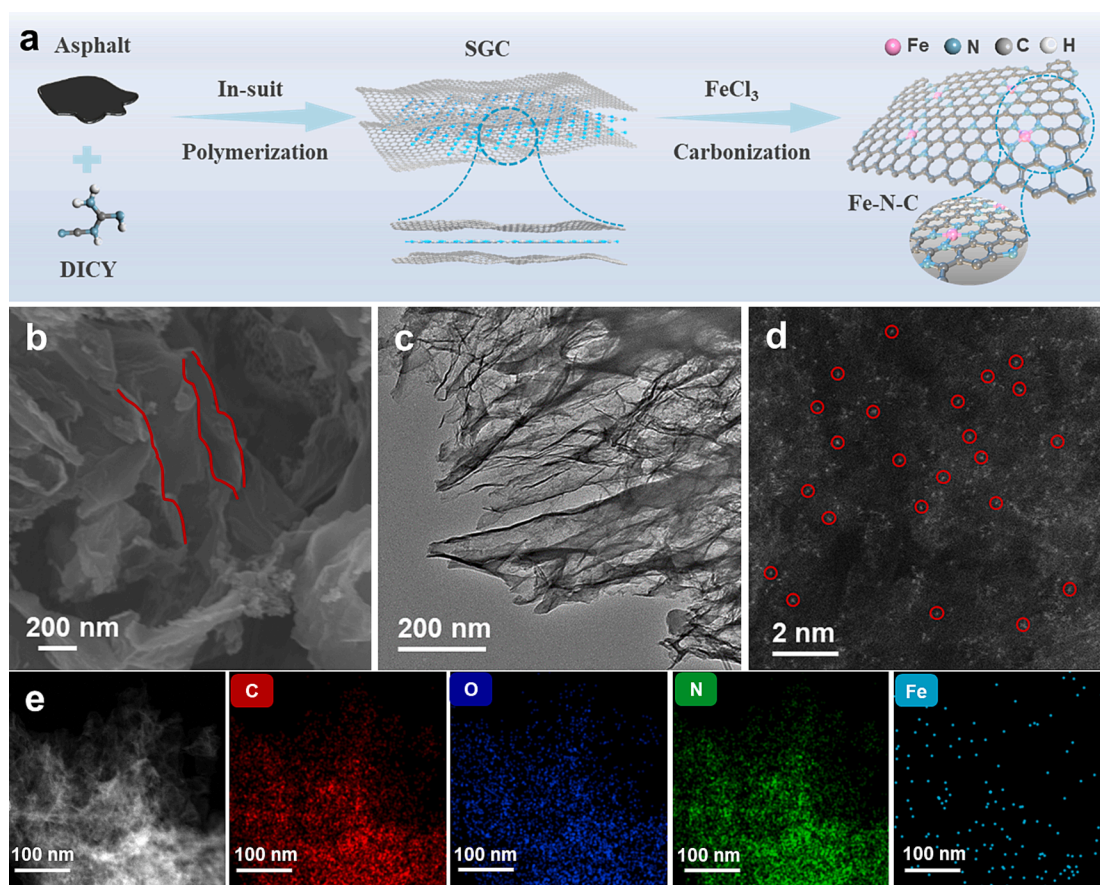 a
Asphalt
SGC
Fe N C H
In-suit
FeCl3
Polymerization
Carbonization
Fe-N-C
DICY
b
c
d
200 nm
200 nm
2 nm
e
C
O
N
Fe
100 nm
100 nm
100 nm
100 nm
100 nm